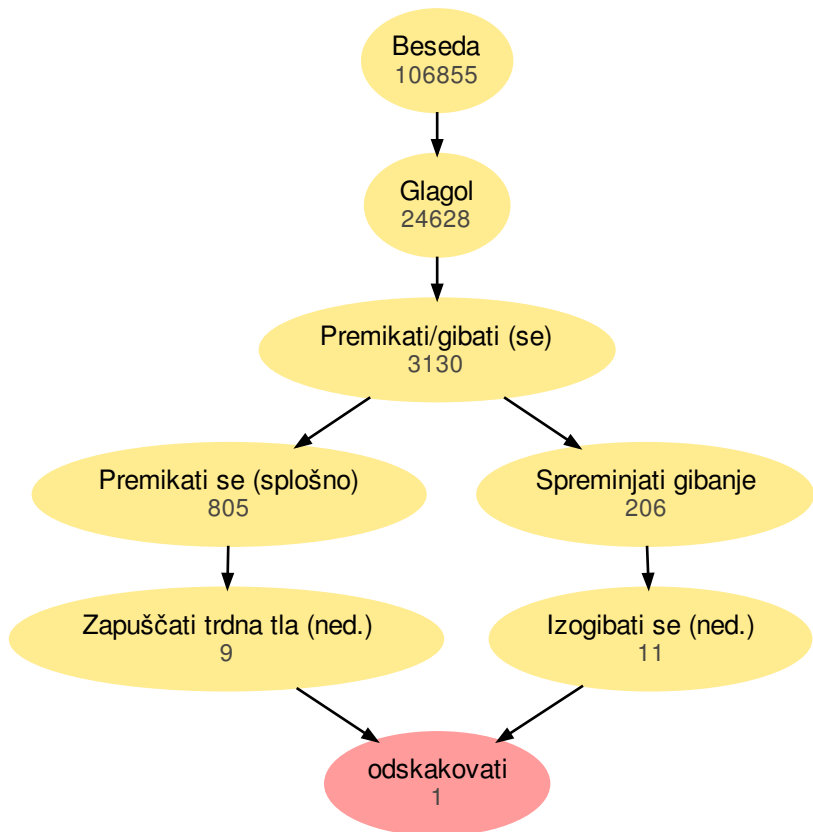 Beseda
106855
Glagol
24628
Premikati/gibati (se)
3130
Premikati se (splošno)
805
Spreminjati gibanje
206
Zapuščati trdna tla (ned.)
9
Izogibati se (ned.)
11
odskakovati
1